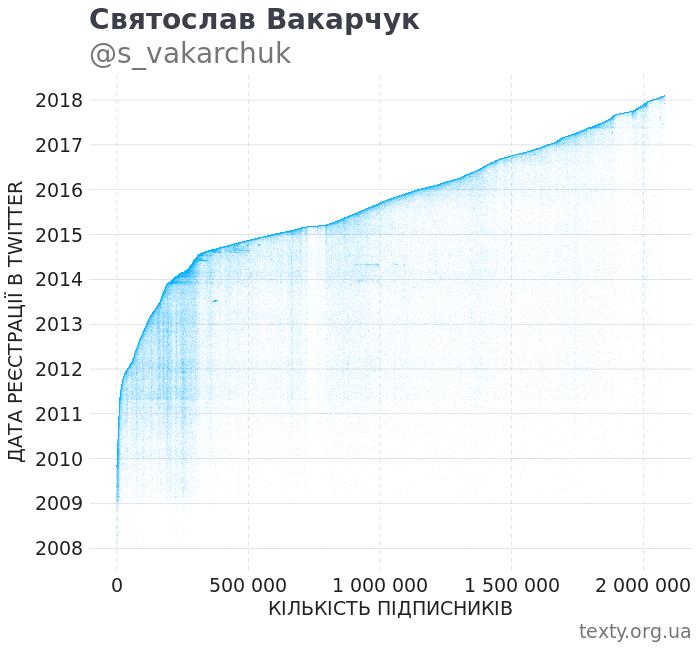 Святослав Вакарчук
@s_vakarchuk
ДАТА РЕЄСТРАЦІЇ В TWITTER
2018
2017
2016
2015
2014
2013
2012
2011
2010
2009
2008
0 500 000 1 000 000 1 500 000 2 000 000
КІЛЬКІСТЬ ПІДПИСНИКІВ
texty.org.ua